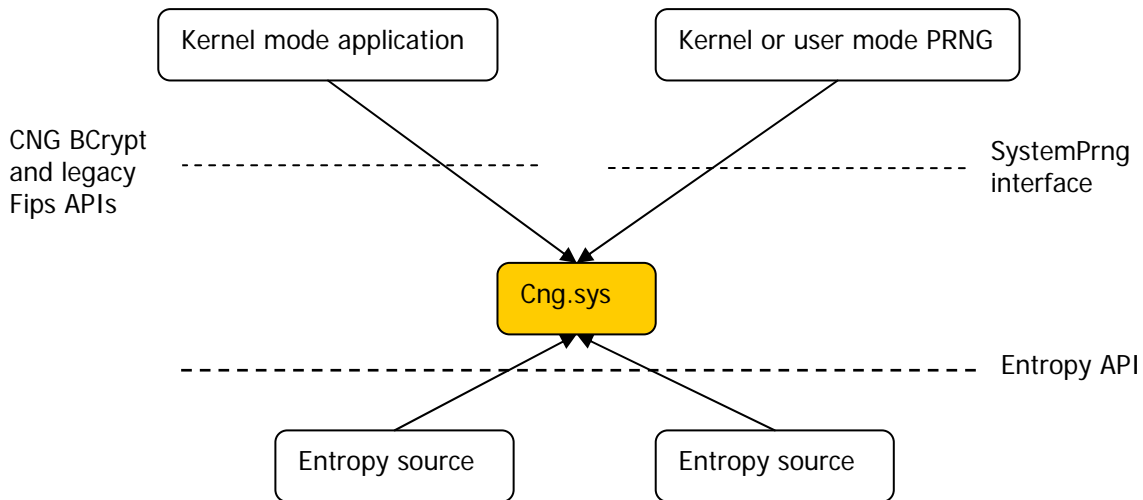 Kernel mode application
Kernel or user mode PRNG
CNG BCrypt
and legacy
Fips APIs
SystemPrng
interface
Cng.sys
Entropy API
Entropy source
Entropy source